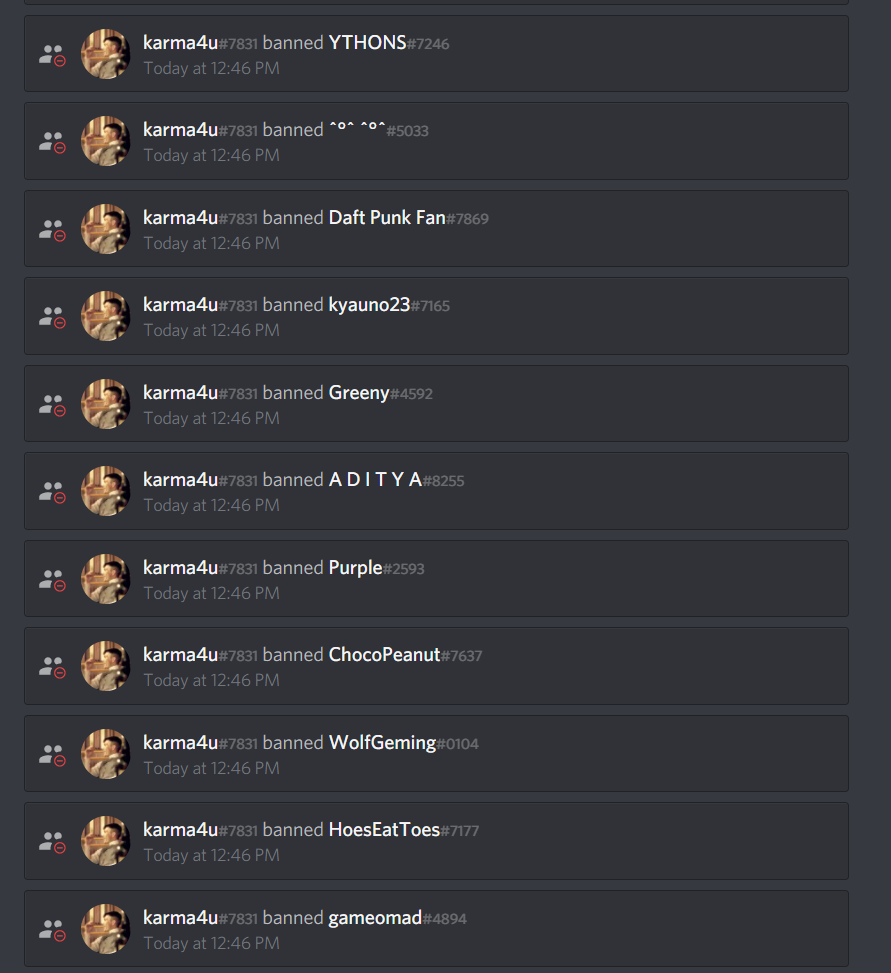 karma4u#7831 banned YTHONS#7246
Today at 12:46 PM
karma4u#7831 banned ˆºˆ ˆºˆ#5033
Today at 12:46 PM
karma4u#7831 banned Daft Punk Fan#7869
Today at 12:46 PM
karma4u#7831 banned kyauno23#7165
Today at 12:46 PM
karma4u#7831 banned Greeny#4592
Today at 12:46 PM
karma4u#7831 banned A D I T Y A#8255
Today at 12:46 PM
karma4u#7831 banned Purple#2593
Today at 12:46 PM
karma4u#7831 banned ChocoPeanut#7637
Today at 12:46 PM
karma4u#7831 banned WolfGeming#0104
Today at 12:46 PM
karma4u#7831 banned HoesEatToes#7177
Today at 12:46 PM
karma4u#7831 banned gameomad#4894
Today at 12:46 PM